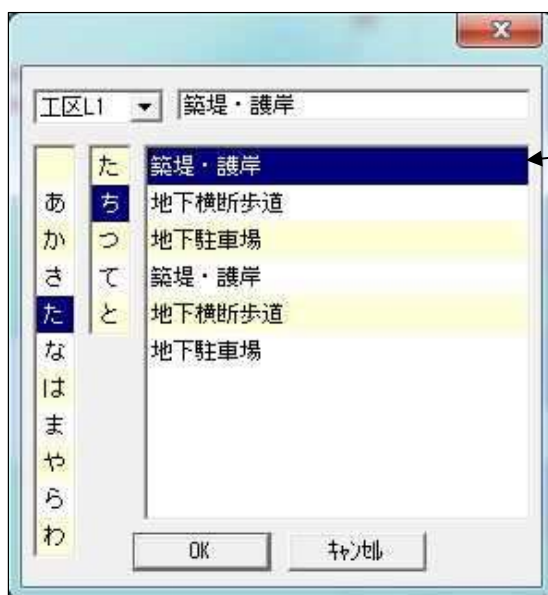 工区L1 築堤・護岸
あ
か
さ
た
な
は
ま
や
ら
わ
た
ち
つ
て
と
築堤・護岸
地下横断歩道
地下駐車場
築堤・護岸
地下横断歩道
地下駐車場
OK ｷｬﾝｾﾙ